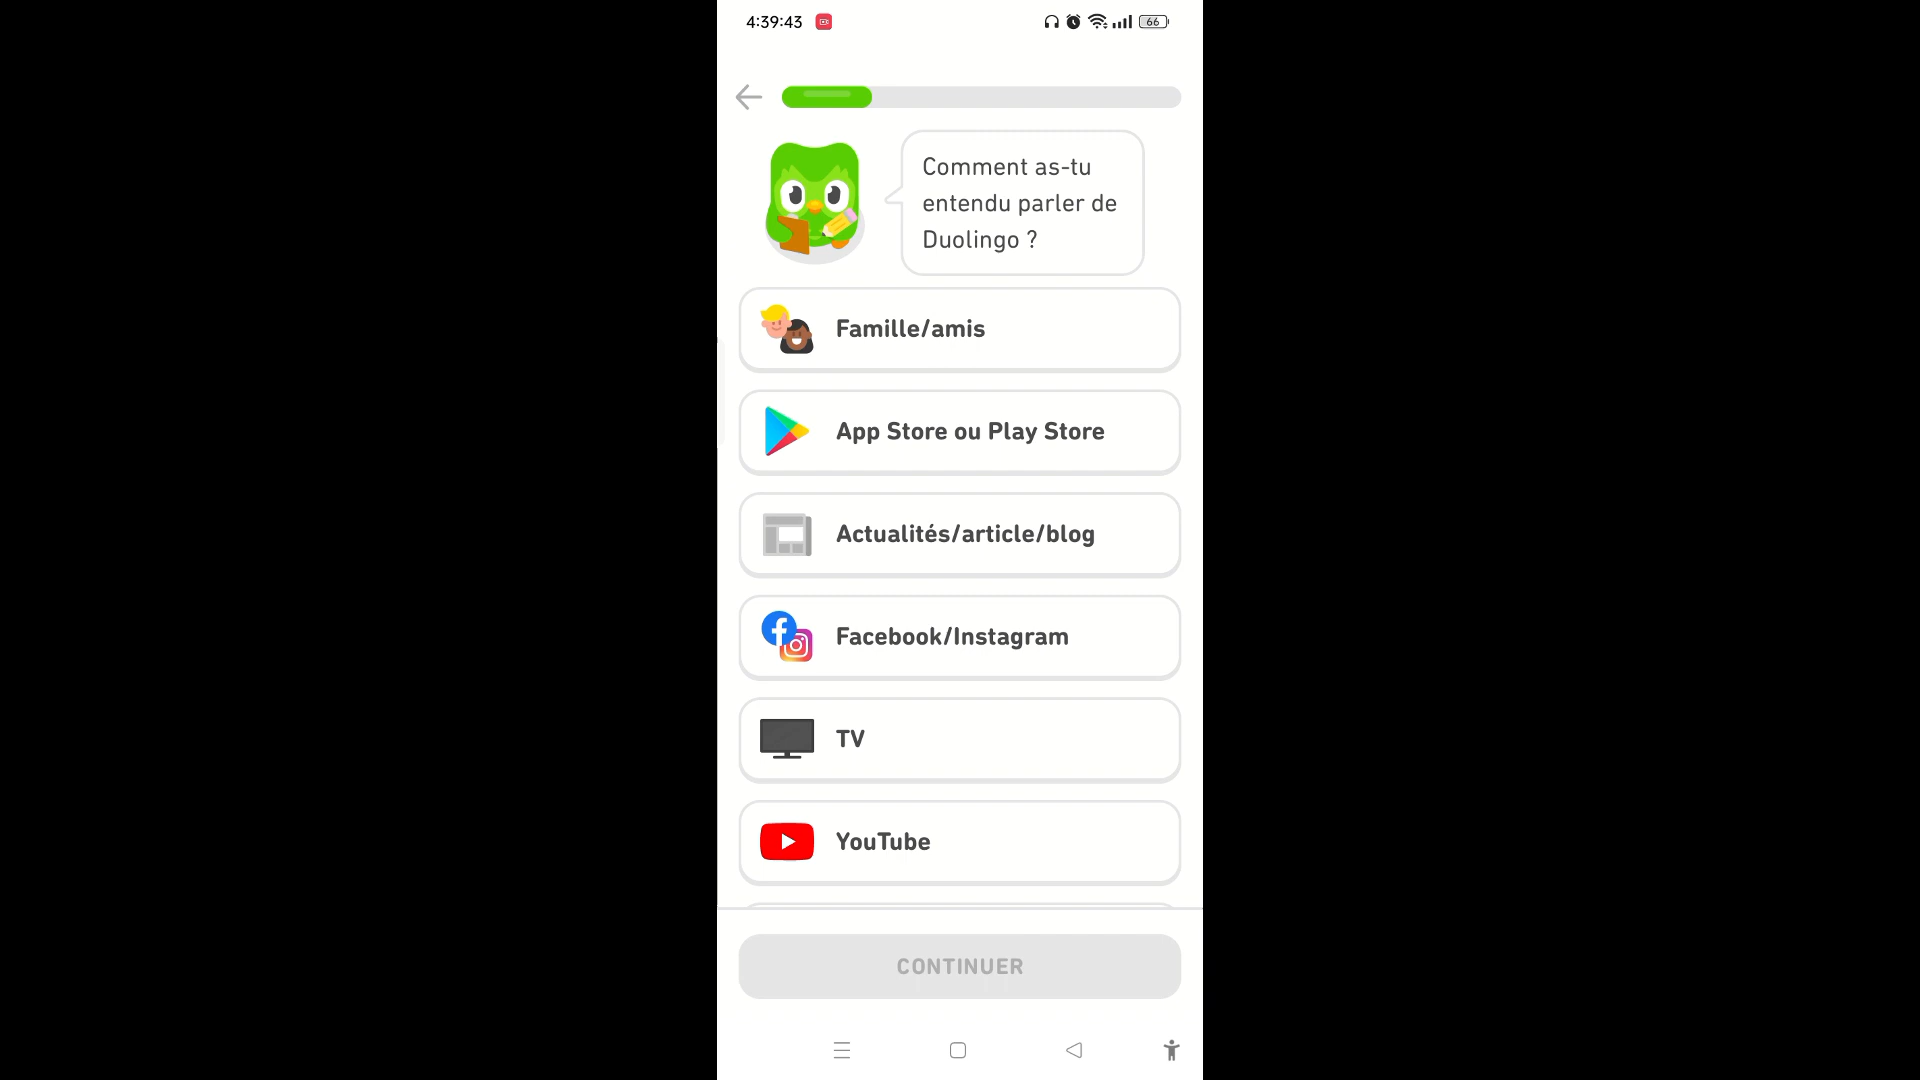 4:39:43
66
Comment as-tu
entendu parler de
Duolingo ?
Famille/amis
App Store ou Play Store
Actualités/article/blog
Facebook/Instagram
TV
YouTube
CONTINUER